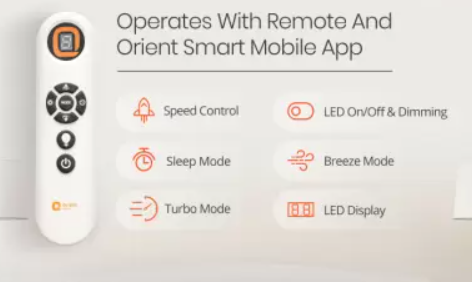 Operates With Remote And
Orient Smart Mobile App
Speed Control
LED On/Off & Dimming
Sleep Mode
Breeze Mode
Turbo Mode
LED Display